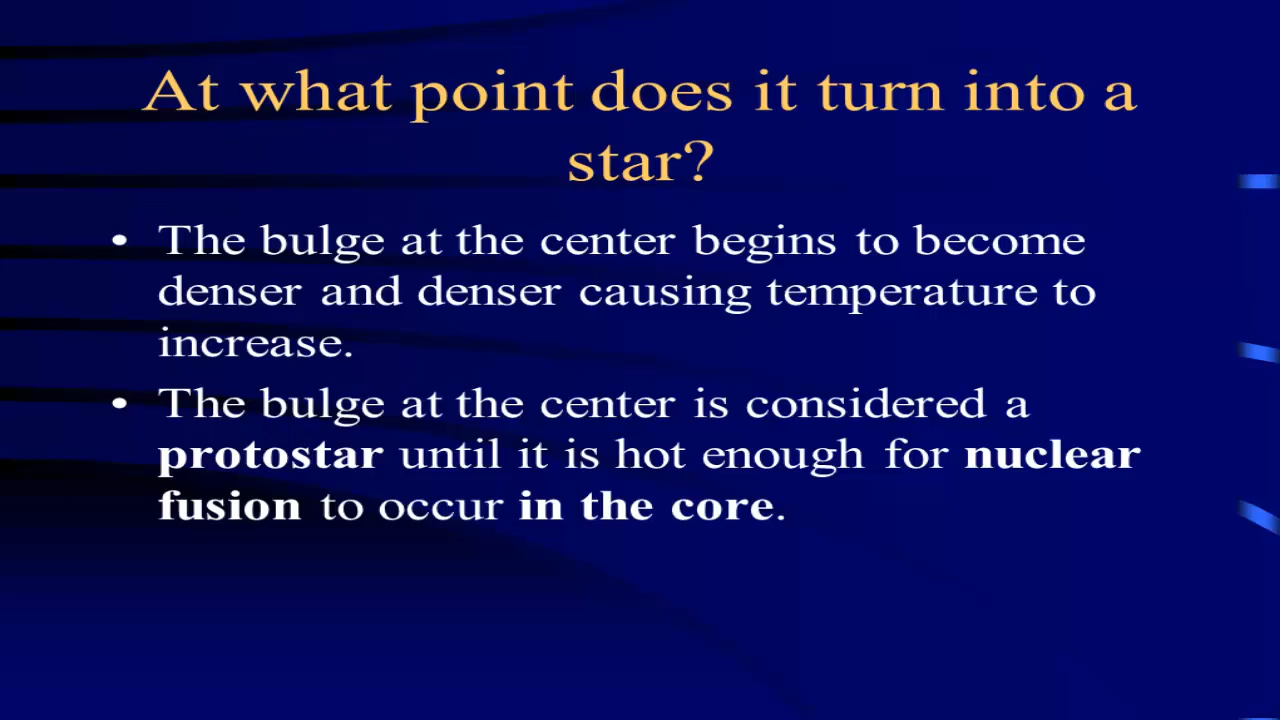 At what point does it turn into a
star?
• The bulge at the center begins to become
denser and denser causing temperature to
increase.
• The bulge at the center is considered a
protostar until it is hot enough for nuclear
fusion to occur in the core.